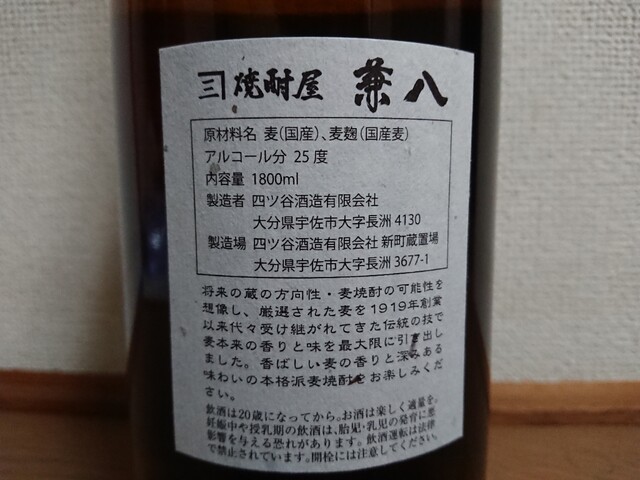 焼酎屋 兼八
原材料名 麦(国産)、麦麹(国産麦)
アルコール分 25度
内容量 1800ml
製造者 四ツ谷酒造有限会社
大分県宇佐市大字長洲4130
製造場 四ツ谷酒造有限会社 新町蔵置場
大分県宇佐市大字長洲3677-1
将来の蔵の方向性・麦焼酎の可能性を
想像し、厳選された麦を1919年創業
以来代々受け継がれてきた伝統の技で
麦本来の香りと味を最大限に引き出し
ました。香ばしい麦の香りと深みある
味わいの本格派麦焼酎をお楽しみくだ
さい。
飲酒は20歳になってから。お酒は楽しく適量を。
妊娠中や授乳期の飲酒は、胎児・乳児の発育に悪
影響を与える恐れがあります。飲酒運転は法律
で禁止されています。開栓には注意してください。